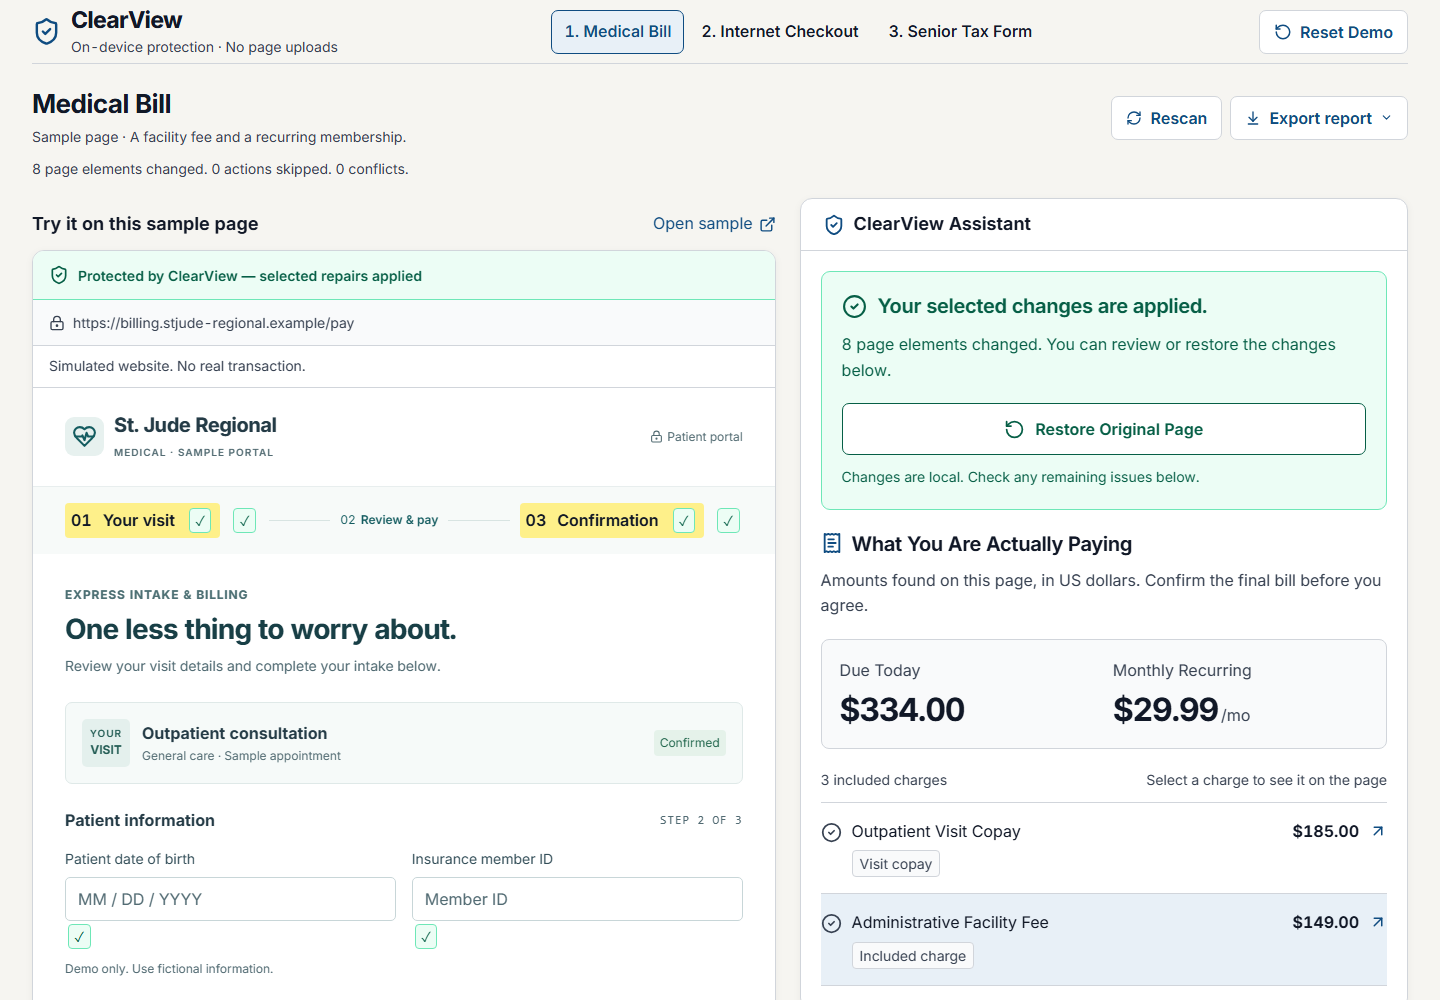 ClearView
On-device protection · No page uploads
1. Medical Bill
2. Internet Checkout
3. Senior Tax Form
Reset Demo
Medical Bill
Sample page · A facility fee and a recurring membership.
8 page elements changed. 0 actions skipped. 0 conflicts.
Rescan
Export report
Try it on this sample page
Open sample
Protected by ClearView — selected repairs applied
https://billing.stjude-regional.example/pay
Simulated website. No real transaction.
St. Jude Regional
MEDICAL · SAMPLE PORTAL
Patient portal
01 Your visit ✓ ✓
02 Review & pay
03 Confirmation ✓ ✓
EXPRESS INTAKE & BILLING
One less thing to worry about.
Review your visit details and complete your intake below.
YOUR
VISIT
Outpatient consultation
General care · Sample appointment
Confirmed
Patient information
STEP 2 OF 3
Patient date of birth
Insurance member ID
MM / DD / YYYY
Member ID
✓
✓
Demo only. Use fictional information.
ClearView Assistant
Your selected changes are applied.
8 page elements changed. You can review or restore the changes
below.
Restore Original Page
Changes are local. Check any remaining issues below.
What You Are Actually Paying
Amounts found on this page, in US dollars. Confirm the final bill before you
agree.
Due Today
$334.00
Monthly Recurring
$29.99/mo
3 included charges
Select a charge to see it on the page
Outpatient Visit Copay
$185.00
Visit copay
Administrative Facility Fee
$149.00
Included charge